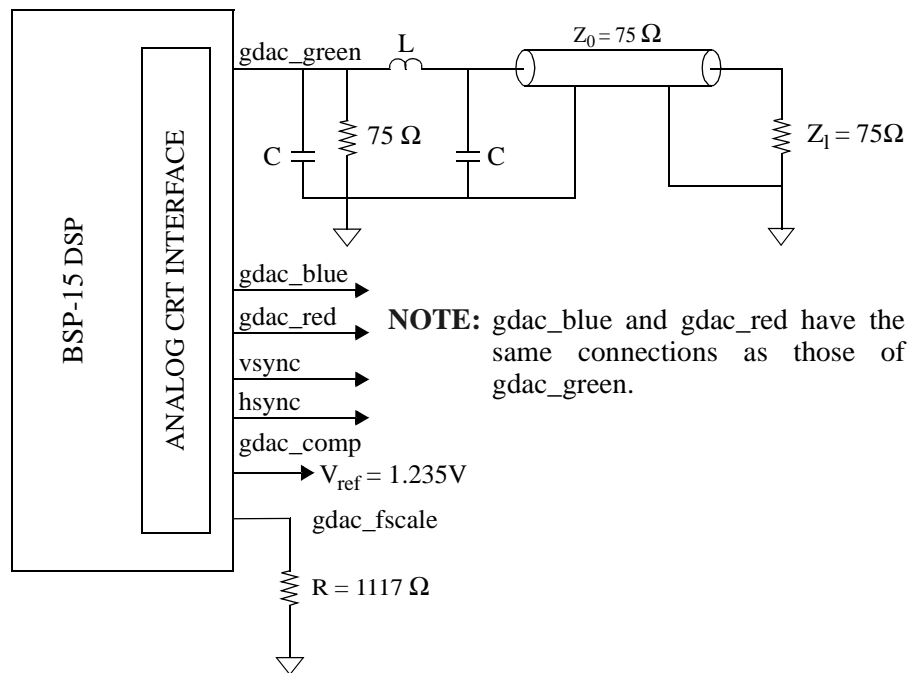 BSP-15 DSP
ANALOG CRT INTERFACE
gdac_green
L
Z0 = 75 Ω
C
75 Ω
C
Zl = 75Ω
gdac_blue
gdac_red
NOTE: gdac_blue and gdac_red have the
same connections as those of
gdac_green.
vsync
hsync
gdac_comp
Vref = 1.235V
gdac_fscale
R = 1117 Ω